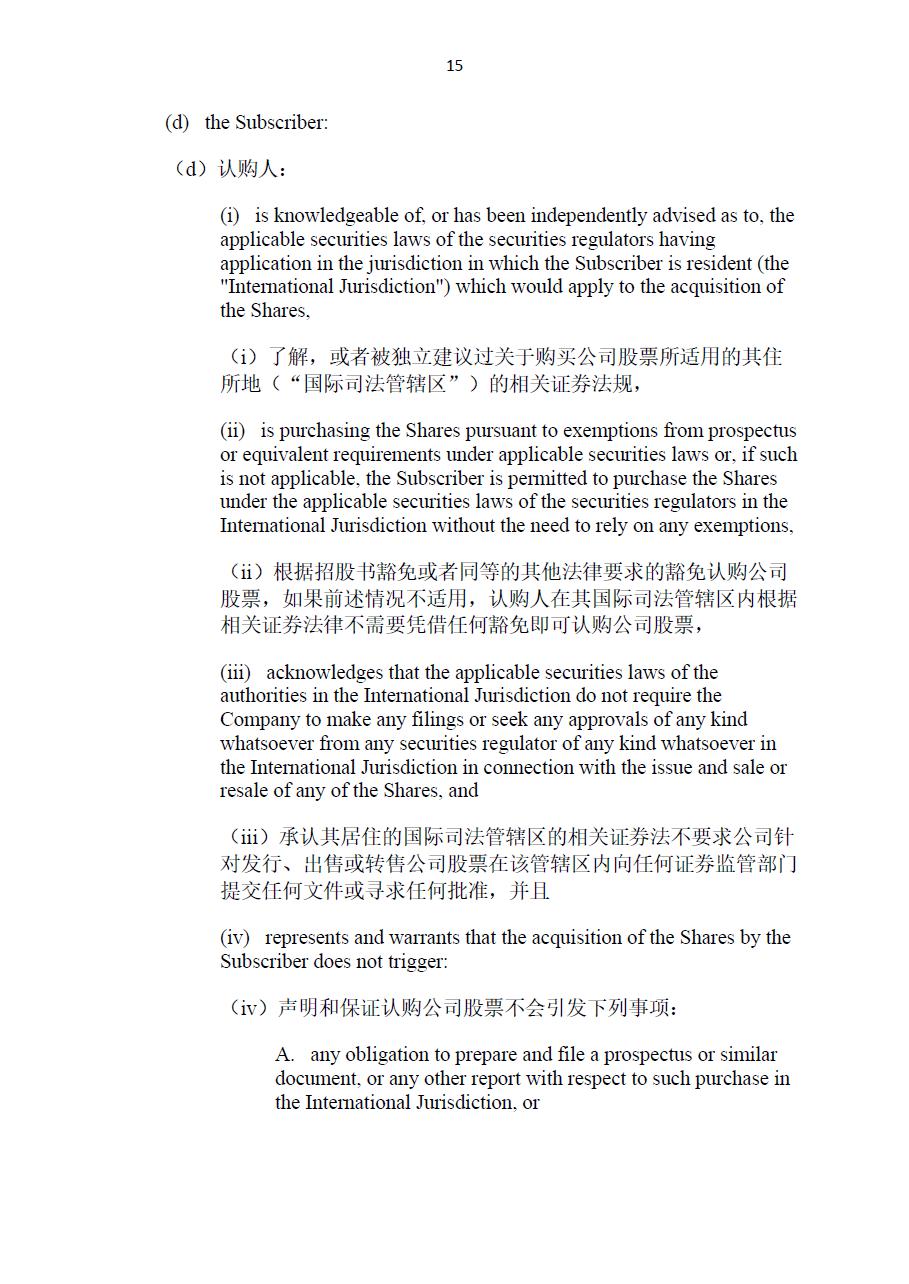 15
(d) the Subscriber:
（d）认购人：
(i) is knowledgeable of, or has been independently advised as to, the
applicable securities laws of the securities regulators having
application in the jurisdiction in which the Subscriber is resident (the
"International Jurisdiction") which would apply to the acquisition of
the Shares,
（i）了解，或者被独立建议过关于购买公司股票所适用的其住
所地（“国际司法管辖区”）的相关证券法规，
(ii) is purchasing the Shares pursuant to exemptions from prospectus
or equivalent requirements under applicable securities laws or, if such
is not applicable, the Subscriber is permitted to purchase the Shares
under the applicable securities laws of the securities regulators in the
International Jurisdiction without the need to rely on any exemptions,
（ii）根据招股书豁免或者同等的其他法律要求的豁免认购公司
股票，如果前述情况不适用，认购人在其国际司法管辖区内根据
相关证券法律不需要凭借任何豁免即可认购公司股票，
(iii) acknowledges that the applicable securities laws of the
authorities in the International Jurisdiction do not require the
Company to make any filings or seek any approvals of any kind
whatsoever from any securities regulator of any kind whatsoever in
the International Jurisdiction in connection with the issue and sale or
resale of any of the Shares, and
（iii）承认其居住的国际司法管辖区的相关证券法不要求公司针
对发行、出售或转售公司股票在该管辖区内向任何证券监管部门
提交任何文件或寻求任何批准，并且
(iv) represents and warrants that the acquisition of the Shares by the
Subscriber does not trigger:
（iv）声明和保证认购公司股票不会引发下列事项：
A. any obligation to prepare and file a prospectus or similar
document, or any other report with respect to such purchase in
the International Jurisdiction, or